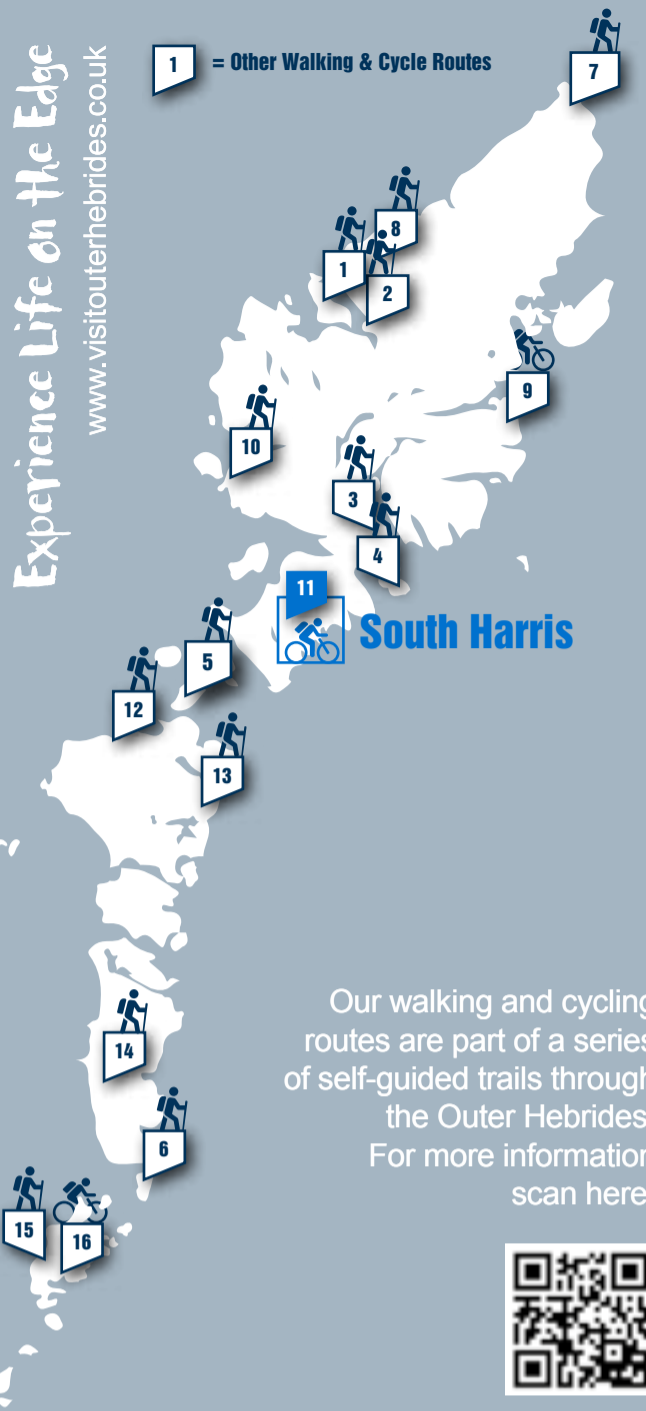 Experience Life on the Edge
www.visitouterhebrides.co.uk
1 = Other Walking & Cycle Routes
7
8
1
2
9
10
3
4
11
South Harris
5
12
13
14
6
15
16
Our walking and cycling
routes are part of a series
of self-guided trails through
the Outer Hebrides
For more information
scan here